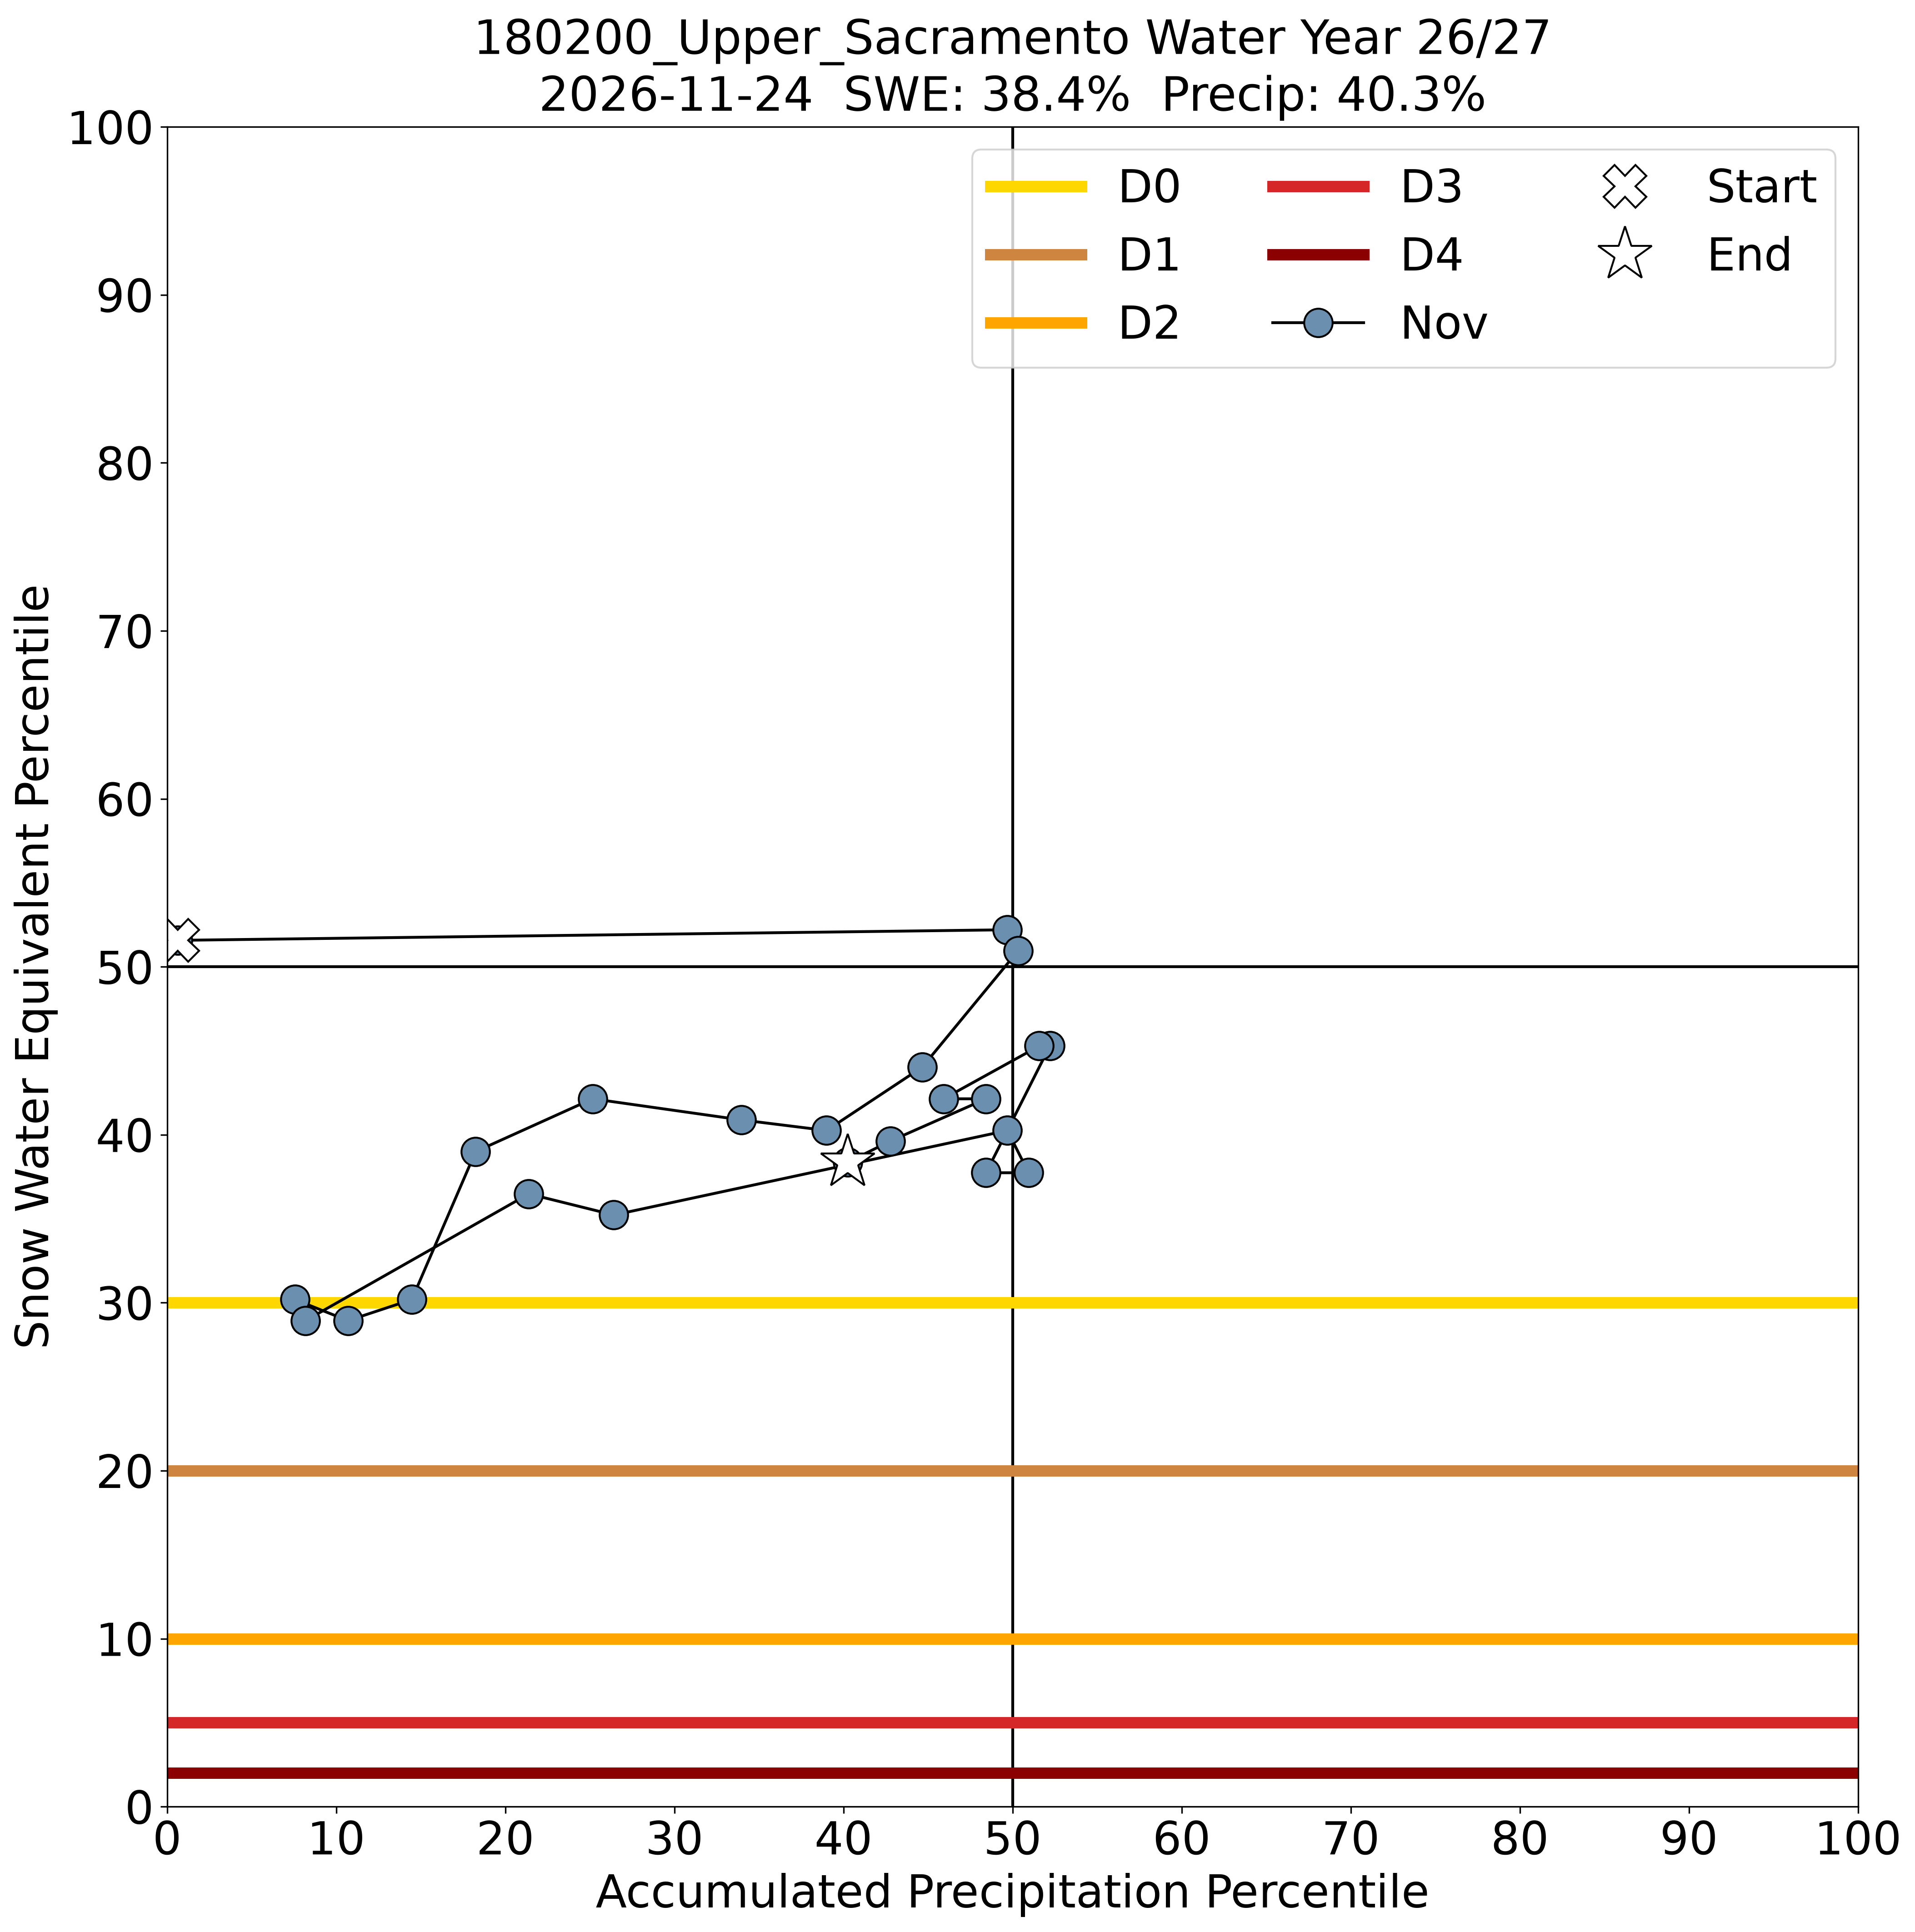 180200_Upper_Sacramento Water Year 26/27
2026-11-24 SWE: 38.4% Precip: 40.3%
100
90
80
70
60
50
40
30
20
10
0
Snow Water Equivalent Percentile
D0
D1
D2
D3
D4
Nov
Start
End
0 10 20 30 40 50 60 70 80 90 100
Accumulated Precipitation Percentile